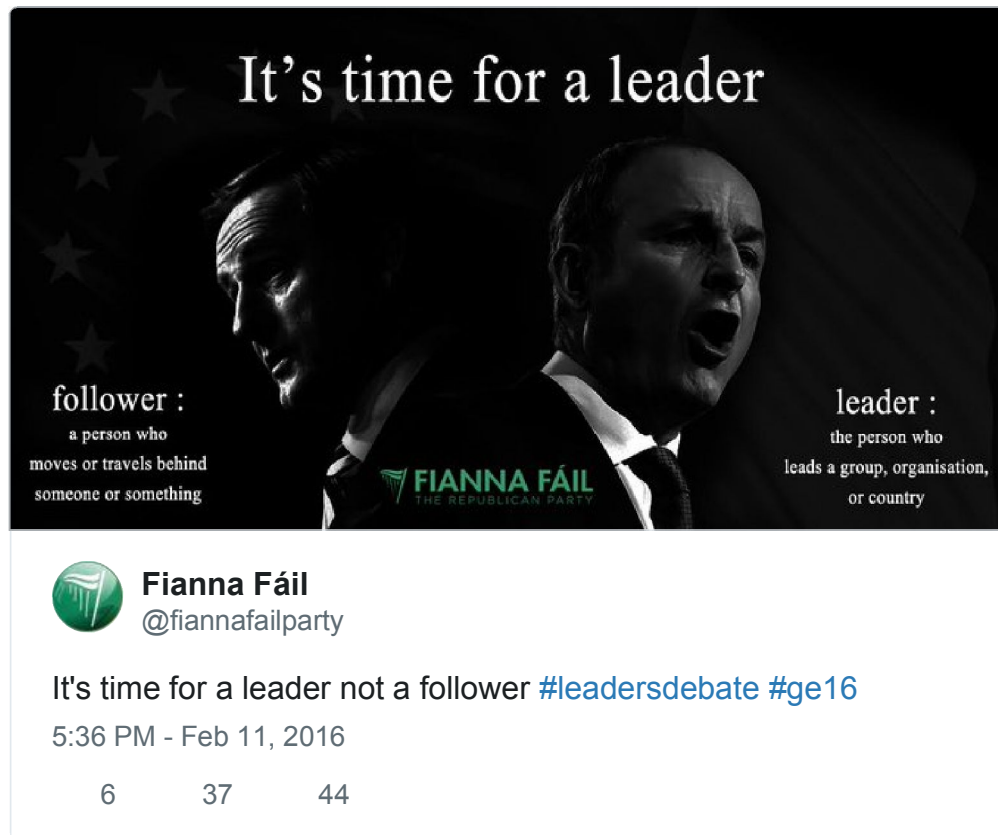 It's time for a leader
follower :
a person who
moves or travels behind
someone or something
leader :
the person who
leads a group, organisation,
or country
FIANNA FÁIL
THE REPUBLICAN PARTY
Fianna Fáil
@fiannafailparty
It's time for a leader not a follower #leadersdebate #ge16
5:36 PM - Feb 11, 2016
6 37 44